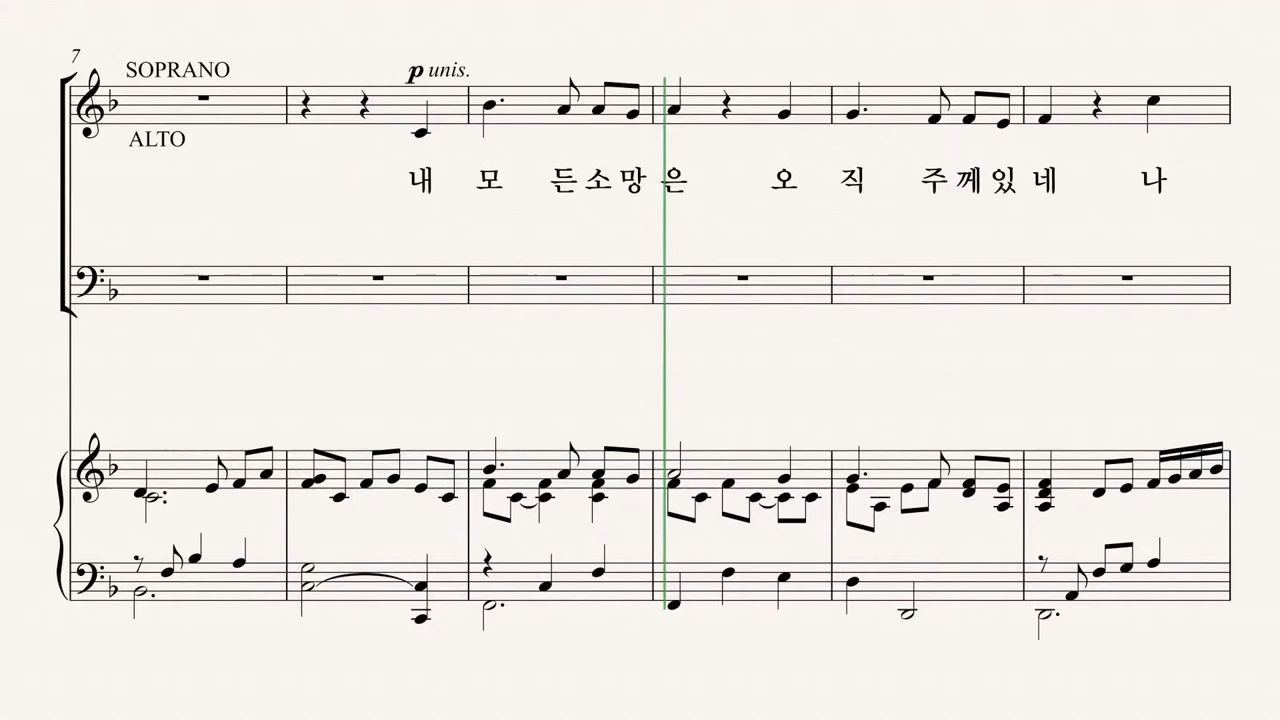 7
SOPRANO
p unis.
ALTO
내 모 든 소 망 은 오 직 주 께 있 네 나